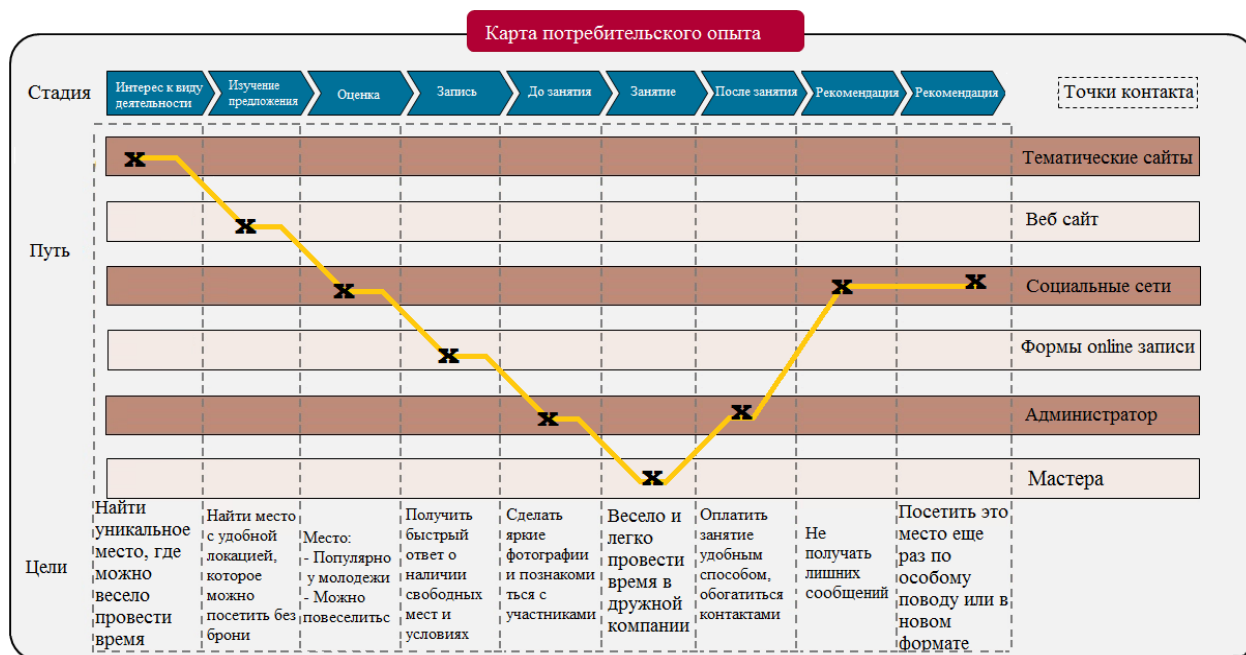 Карта потребительского опыта
Стадия
Интерес к виду
деятельности
Изучение
предложения
Оценка
Запись
До занятия
Занятие
После занятия
Рекомендация
Рекомендация
Точки контакта
Путь
Тематические сайты
Веб сайт
Социальные сети
Формы online записи
Администратор
Мастера
Цели
Найти
уникальное
место, где
можно
весело
провести
время
Найти место
с удобной
локацией,
которое
можно
посетить без
брони
Место:
- Популярно
у молодежи
- Можно
повеселитьс
Получить
быстрый
ответ о
наличии
свободных
мест и
условиях
Сделать
яркие
фотографии
и познакоми
ться с
участниками
Весело и
легко
провести
время в
дружной
компании
Оплатить
занятие
удобным
способом,
обогатиться
контактами
Не
получать
лишних
сообщений
Посетить это
место еще
раз по
особому
поводу или в
новом
формате